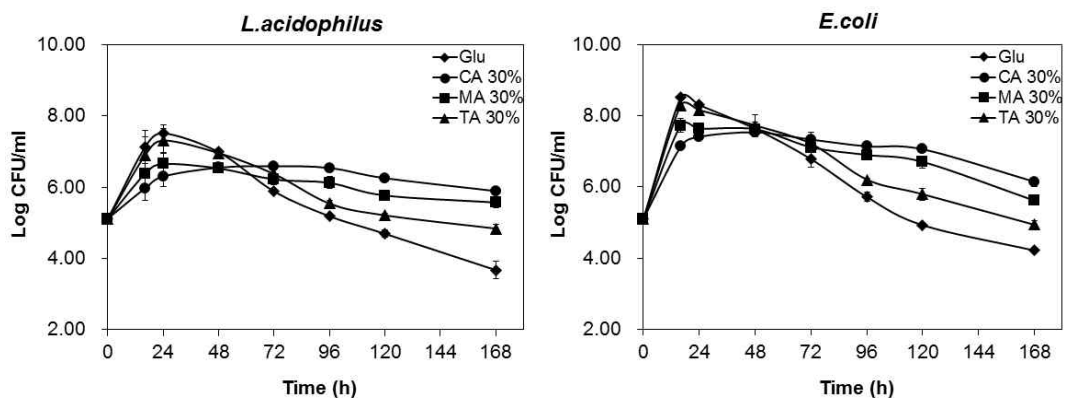 L.acidophilus
10.00
8.00
6.00
4.00
2.00
Log CFU/ml
Glu
CA 30%
MA 30%
TA 30%
0 24 48 72 96 120 144 168
Time (h)
E.coli
10.00
8.00
6.00
4.00
2.00
Log CFU/ml
Glu
CA 30%
MA 30%
TA 30%
0 24 48 72 96 120 144 168
Time (h)